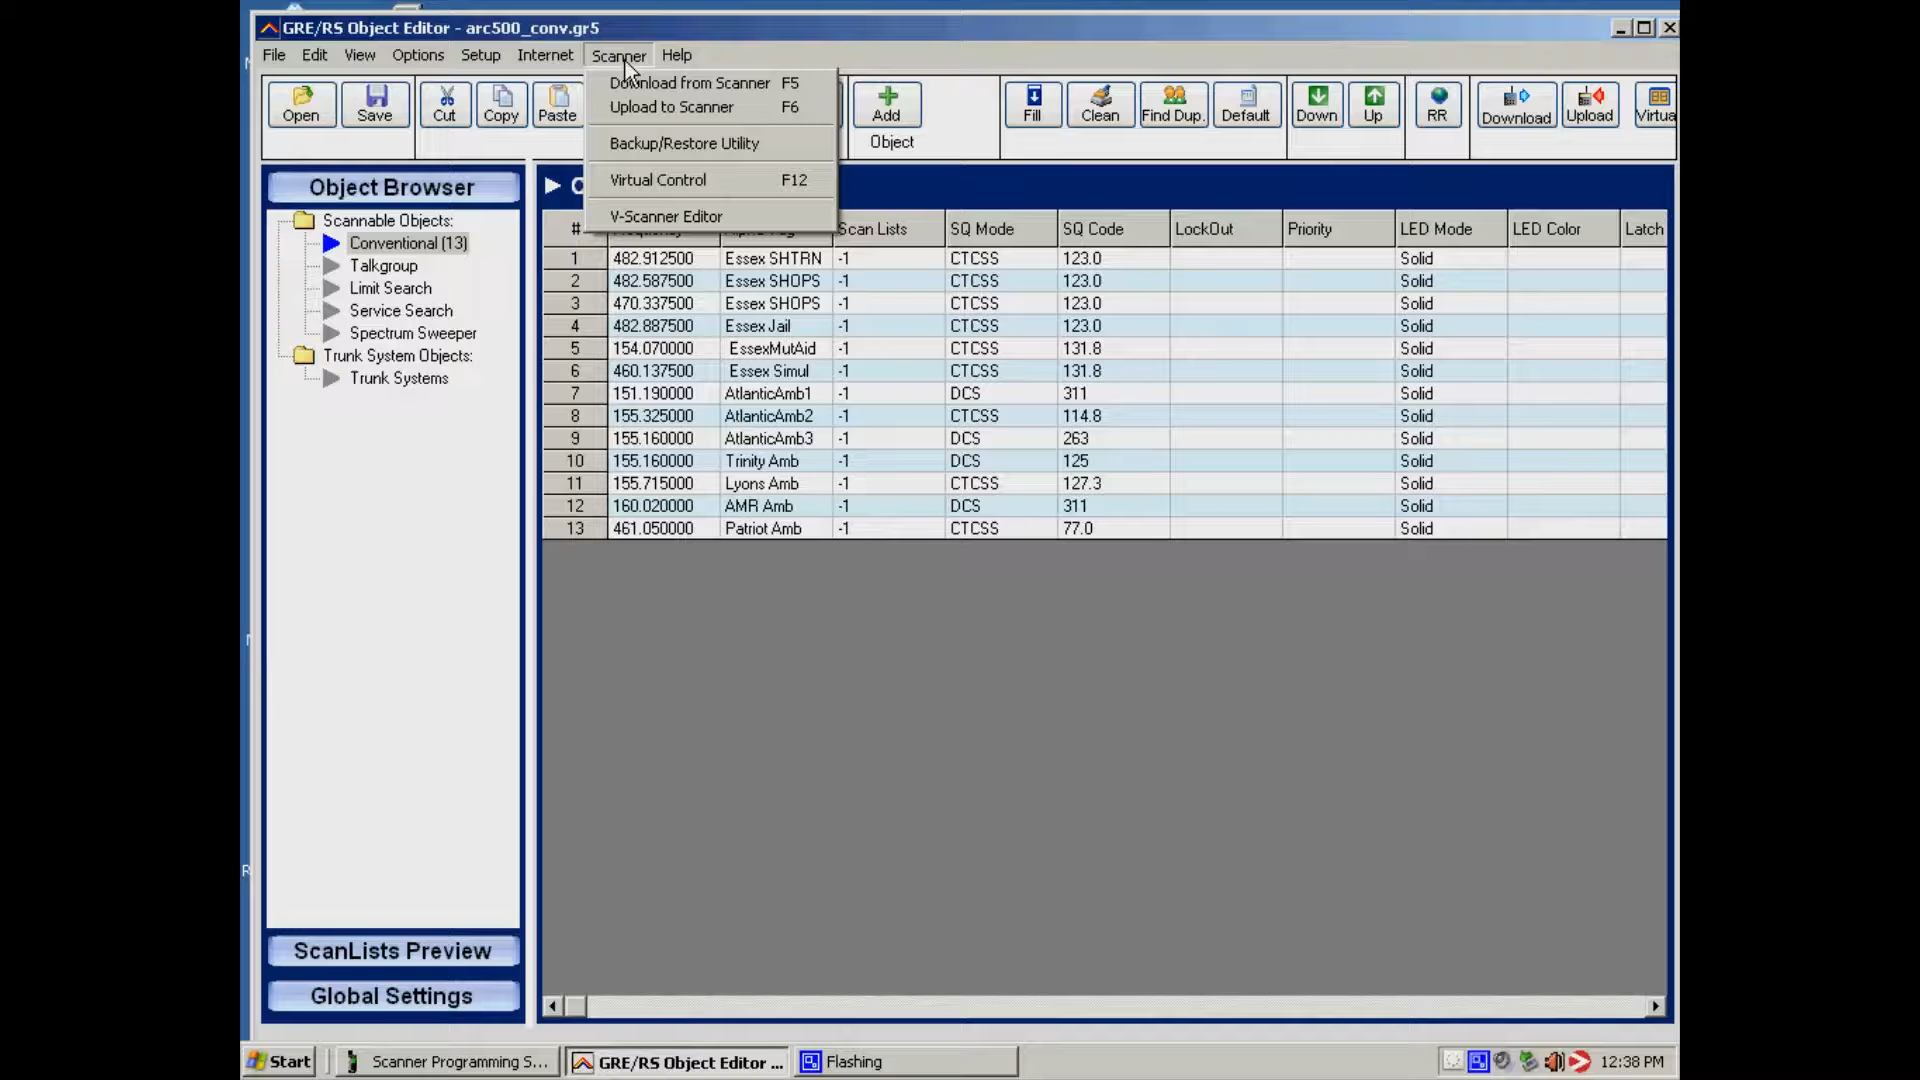 GRE/RS Object Editor - arc500_conv.gr5
File Edit View Options Setup Internet Scanner Help
Download from Scanner F5
Upload to Scanner F6
Backup/Restore Utility
Virtual Control F12
V-Scanner Editor
Open Save Cut Copy Paste Add Fill Clean Find Dup. Default Down Up RR Download Upload Virtua
Object
Object Browser
Scannable Objects:
Conventional (13)
Talkgroup
Limit Search
Service Search
Spectrum Sweeper
Trunk System Objects:
Trunk Systems
ScanLists Preview
Global Settings
# Scan Lists SQ Mode SQ Code LockOut Priority LED Mode LED Color Latch
1 482.912500 Essex SHTRN -1 CTCSS 123.0 Solid
2 482.587500 Essex SHOPS -1 CTCSS 123.0 Solid
3 470.337500 Essex SHOPS -1 CTCSS 123.0 Solid
4 482.887500 Essex Jail -1 CTCSS 123.0 Solid
5 154.070000 EssexMutAid -1 CTCSS 131.8 Solid
6 460.137500 Essex Simul -1 CTCSS 131.8 Solid
7 151.190000 AtlanticAmb1 -1 DCS 311 Solid
8 155.325000 AtlanticAmb2 -1 CTCSS 114.8 Solid
9 155.160000 AtlanticAmb3 -1 DCS 263 Solid
10 155.160000 Trinity Amb -1 DCS 125 Solid
11 155.715000 Lyons Amb -1 CTCSS 127.3 Solid
12 160.020000 AMR Amb -1 DCS 311 Solid
13 461.050000 Patriot Amb -1 CTCSS 77.0 Solid
Start Scanner Programming S... GRE/RS Object Editor ... Flashing 12:38 PM